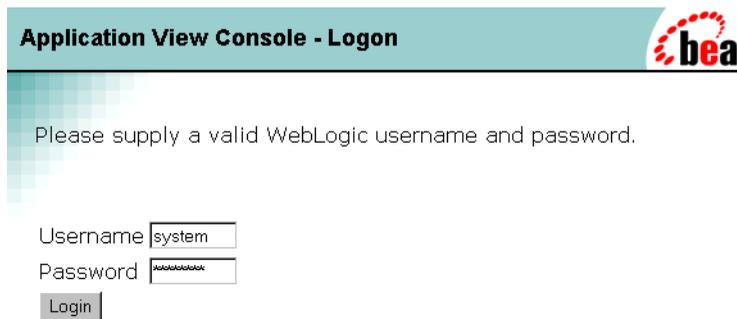 Application View Console - Logon
bea
Please supply a valid WebLogic username and password.
Username system
Password *********
Login